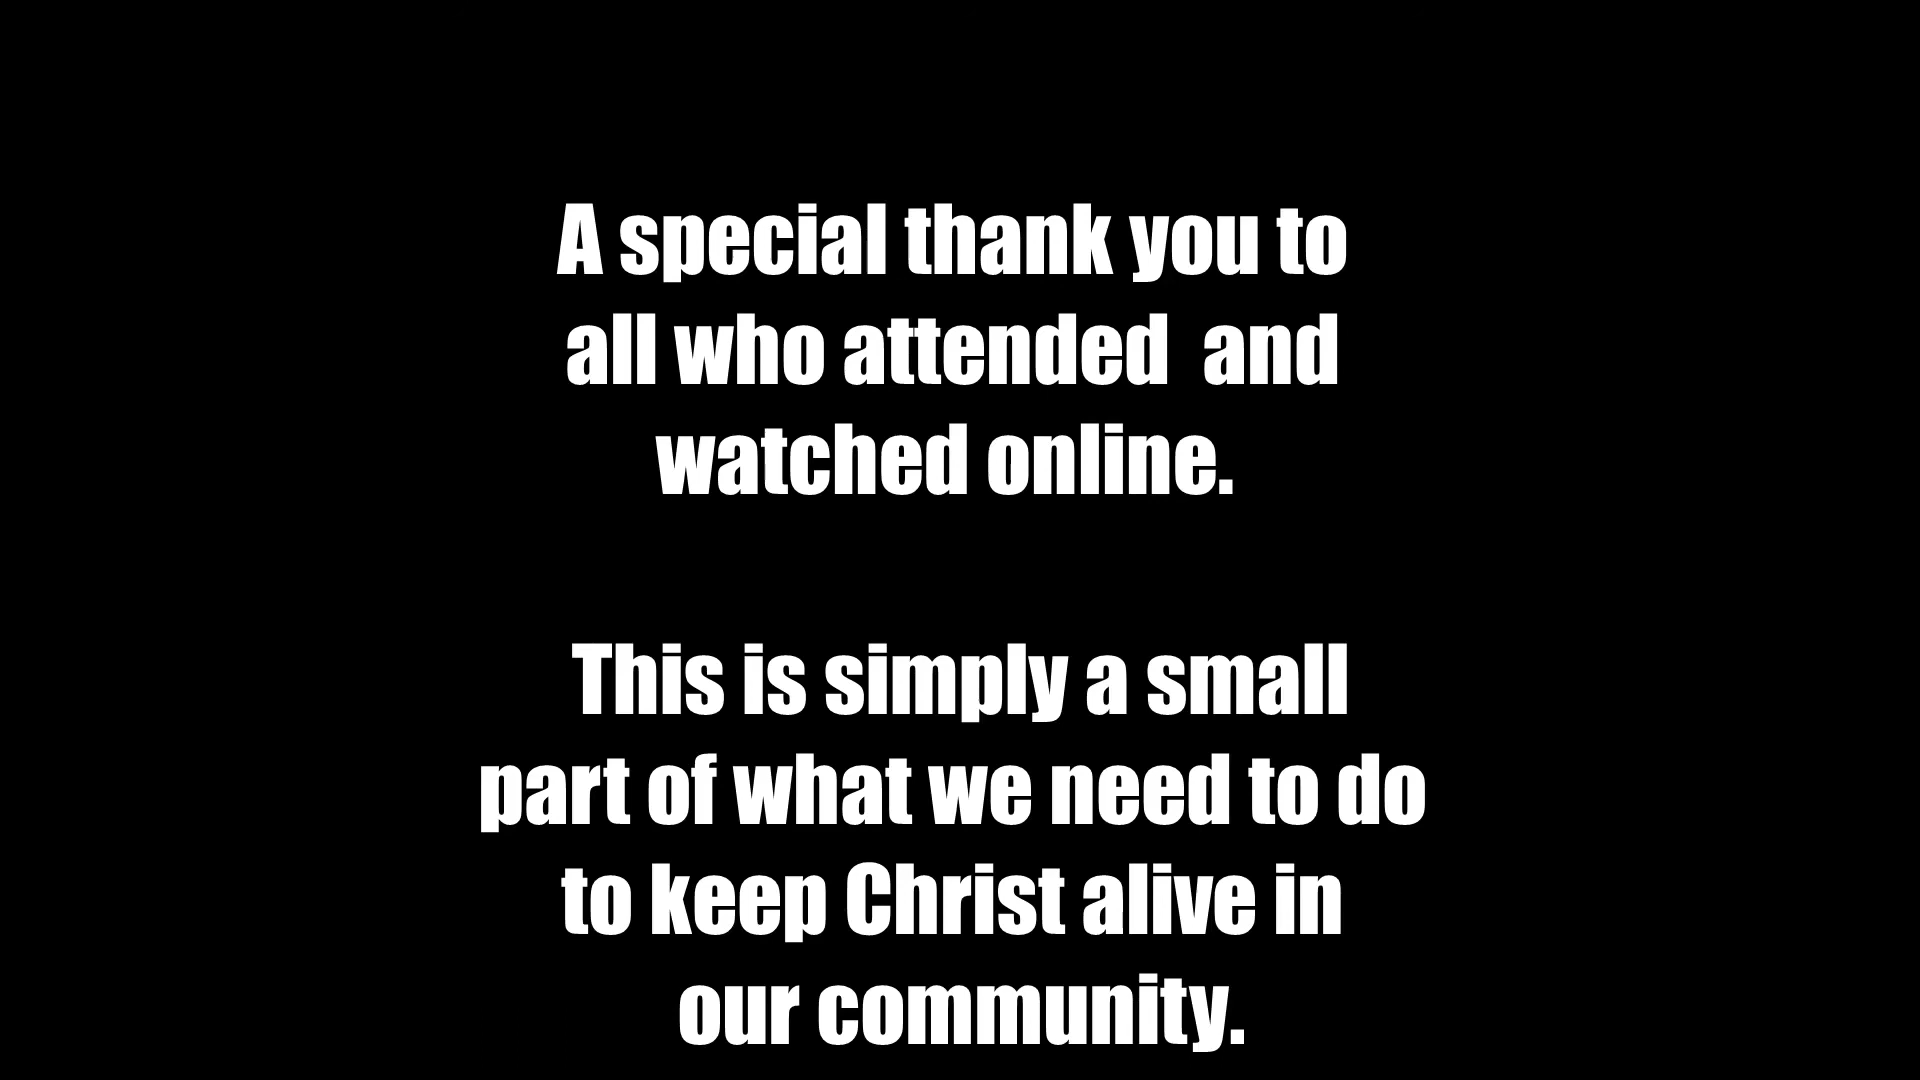 A special thank you to
all who attended  and
watched online.
This is simply a small
part of what we need to do
to keep Christ alive in
our community.